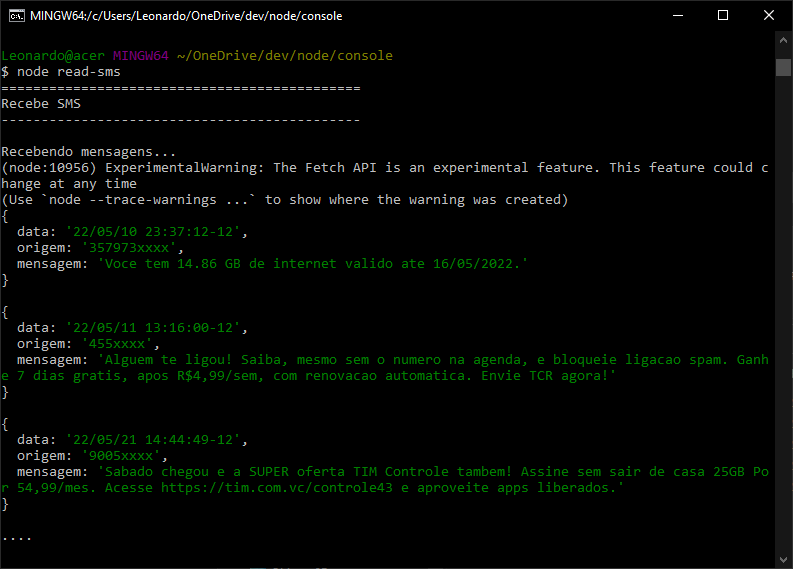 MINGW64:/c/Users/Leonardo/OneDrive/dev/node/console
Leonardo@acer MINGW64 ~/OneDrive/dev/node/console
$ node read-sms
=============================================
Recebe SMS
---------------------------------------------
Recebendo mensagens...
(node:10956) ExperimentalWarning: The Fetch API is an experimental feature. This feature could c
hange at any time
(Use `node --trace-warnings ...` to show where the warning was created)
{
  data: '22/05/10 23:37:12-12',
  origem: '357973xxxx',
  mensagem: 'Voce tem 14.86 GB de internet valido ate 16/05/2022.'
}
{
  data: '22/05/11 13:16:00-12',
  origem: '455xxxx',
  mensagem: 'Alguem te ligou! Saiba, mesmo sem o numero na agenda, e bloqueie ligacao spam. Ganh
e 7 dias gratis, apos R$4,99/sem, com renovacao automatica. Envie TCR agora!'
}
{
  data: '22/05/21 14:44:49-12',
  origem: '9005xxxx',
  mensagem: 'Sabado chegou e a SUPER oferta TIM Controle tambem! Assine sem sair de casa 25GB Po
r 54,99/mes. Acesse https://tim.com.vc/controle43 e aproveite apps liberados.'
}
....